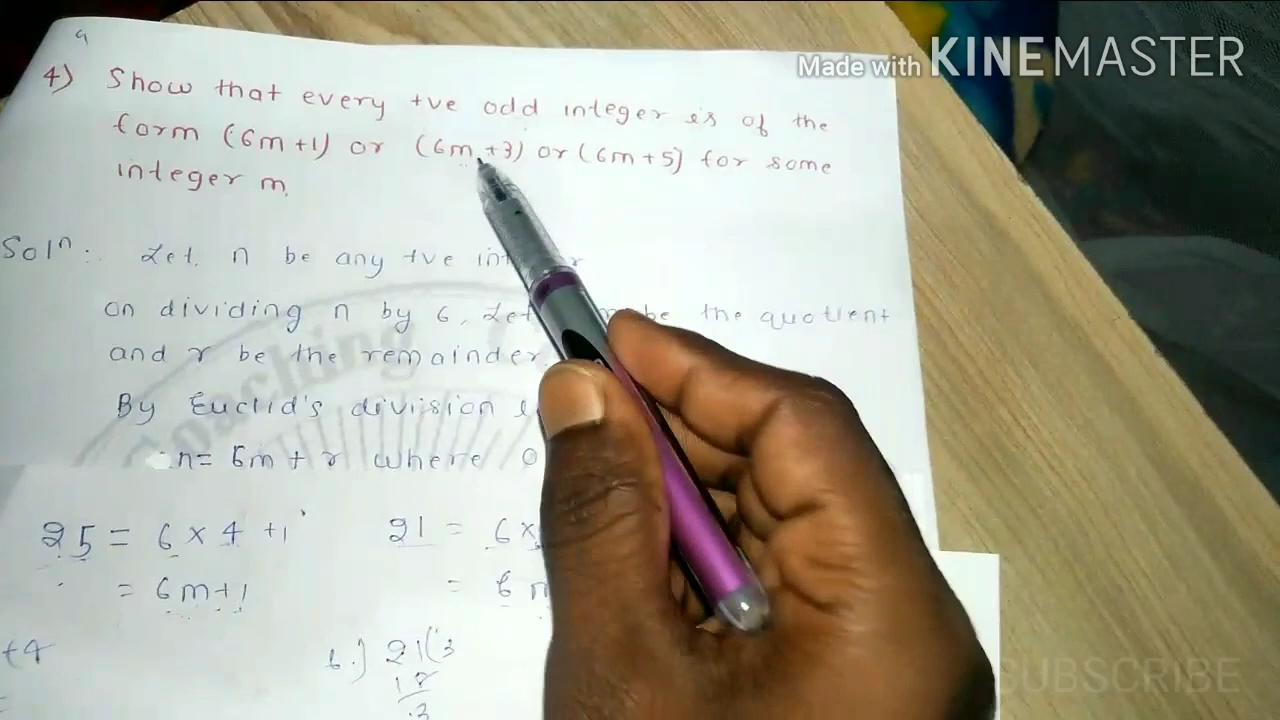 Made with KINEMASTER
4) Show that every +ve odd integer is of the
form (6m+1) or (6m+3) or (6m+5) for some
integer m.
Solⁿ: Let n be any +ve
on dividing n by 6, Let be the quotient
and r be the remainder
By Euclid's division
n = 6m + r where 0
25 = 6 × 4 + 1 21 = 6 ×
= 6m+1 = 6
+4 6) 21 (3
18
3
Coaching
SUBSCRIBE